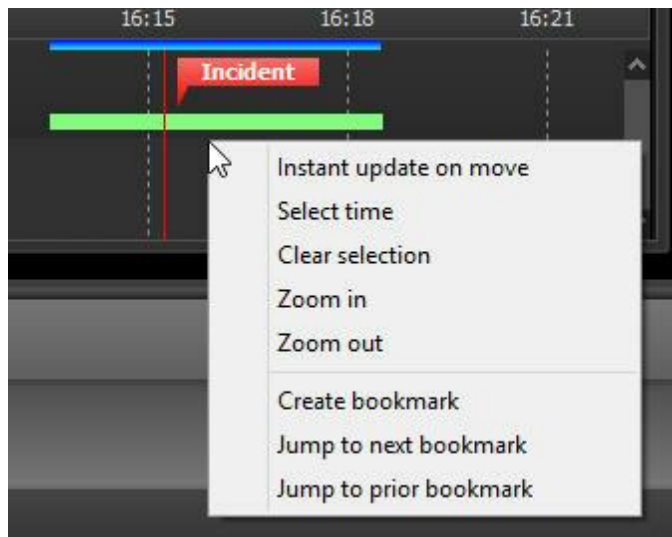 16:15 16:18 16:21
Incident
Instant update on move
Select time
Clear selection
Zoom in
Zoom out
Create bookmark
Jump to next bookmark
Jump to prior bookmark